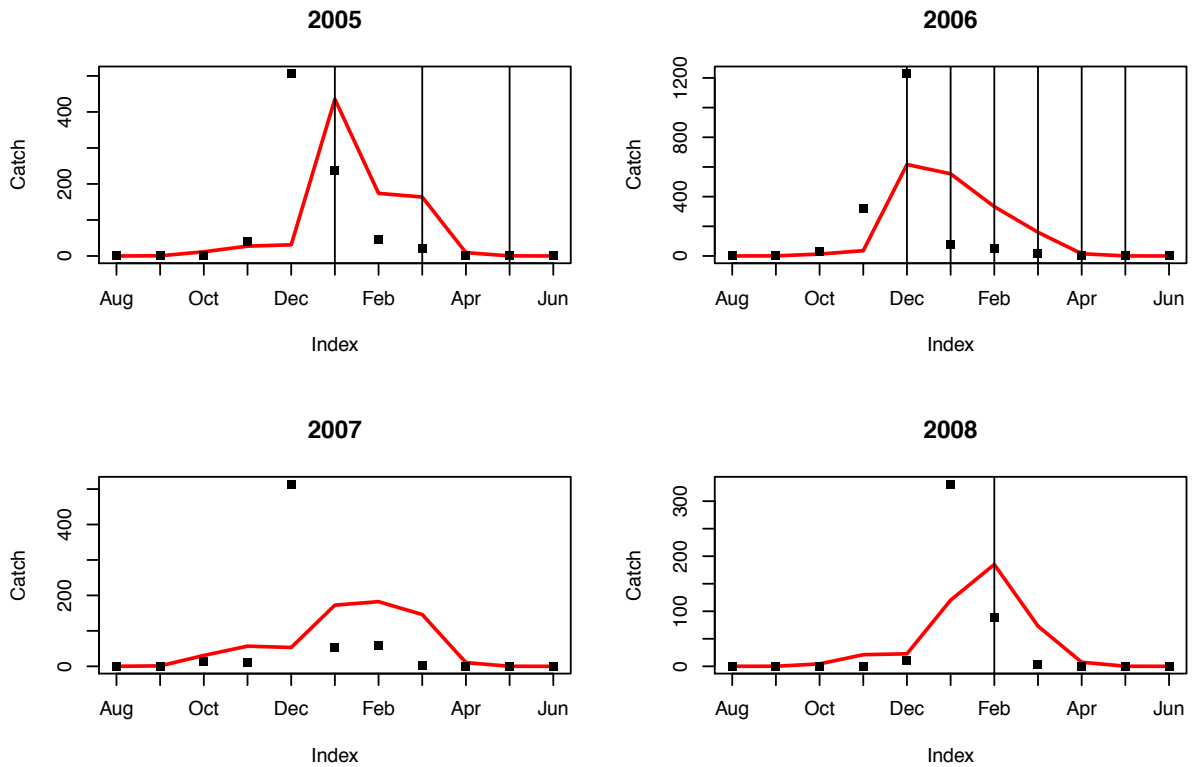 2005
Catch
0 200 400
Aug Oct Dec Feb Apr Jun
Index
2006
Catch
0 400 800 1200
Aug Oct Dec Feb Apr Jun
Index
2007
Catch
0 200 400
Aug Oct Dec Feb Apr Jun
Index
2008
Catch
0 100 200 300
Aug Oct Dec Feb Apr Jun
Index